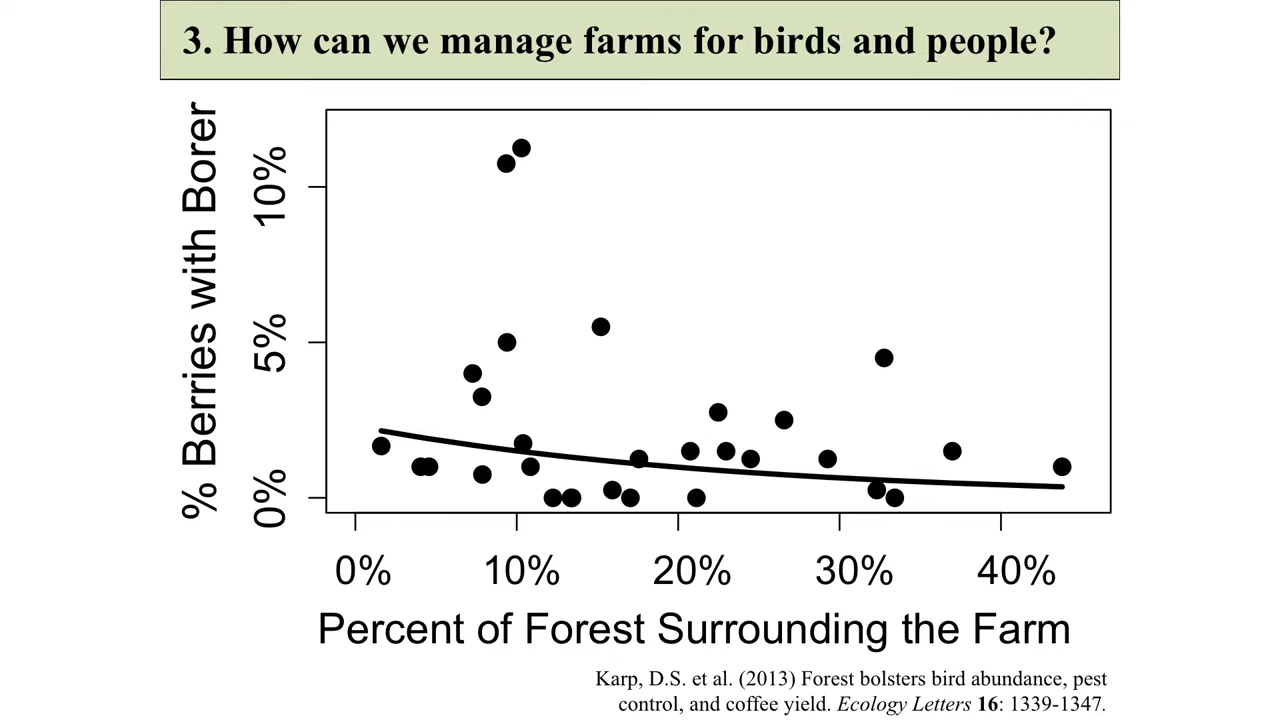 3. How can we manage farms for birds and people?
% Berries with Borer
10%
5%
0%
0% 10% 20% 30% 40%
Percent of Forest Surrounding the Farm
Karp, D.S. et al. (2013) Forest bolsters bird abundance, pest
control, and coffee yield. Ecology Letters 16: 1339-1347.